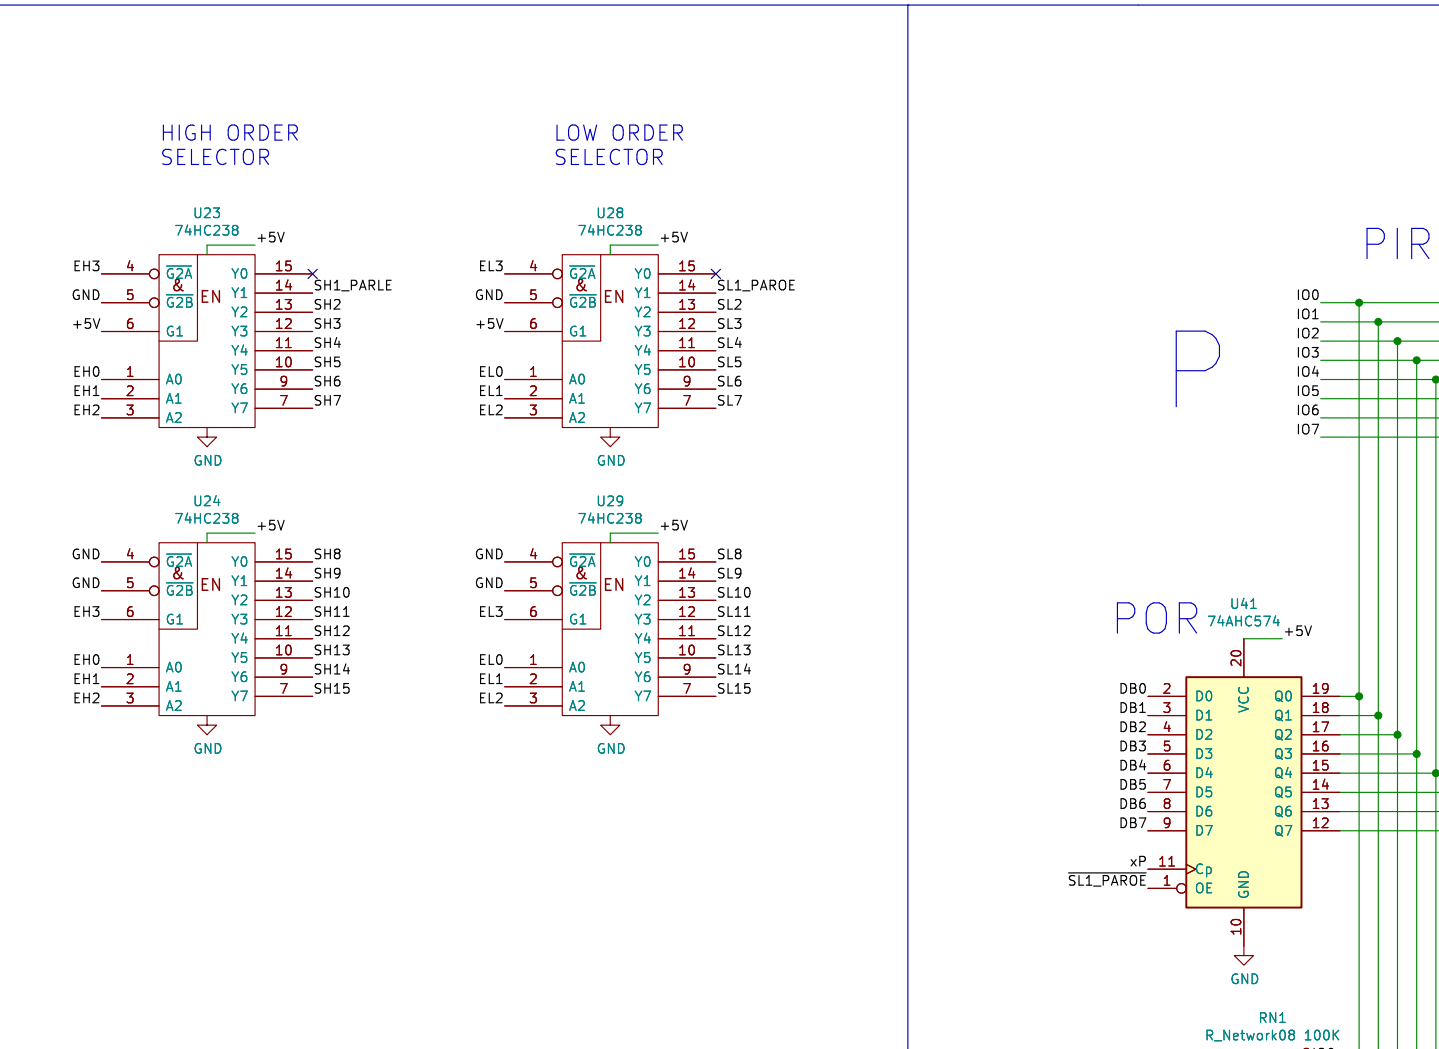 HIGH ORDER
SELECTOR
U23
74HC238
+5V
EH3 4 G2A Y0 15
& Y1 14 SH1_PARLE
GND 5 G2B EN Y2 13 SH2
+5V 6 G1 Y3 12 SH3
Y4 11 SH4
EH0 1 A0 Y5 10 SH5
EH1 2 A1 Y6 9 SH6
EH2 3 A2 Y7 7 SH7
GND
LOW ORDER
SELECTOR
U28
74HC238
+5V
EL3 4 G2A Y0 15
& Y1 14 SL1_PAROE
GND 5 G2B EN Y2 13 SL2
+5V 6 G1 Y3 12 SL3
Y4 11 SL4
EL0 1 A0 Y5 10 SL5
EL1 2 A1 Y6 9 SL6
EL2 3 A2 Y7 7 SL7
GND
U24
74HC238
+5V
GND 4 G2A Y0 15 SH8
& Y1 14 SH9
GND 5 G2B EN Y2 13 SH10
EH3 6 G1 Y3 12 SH11
Y4 11 SH12
EH0 1 A0 Y5 10 SH13
EH1 2 A1 Y6 9 SH14
EH2 3 A2 Y7 7 SH15
GND
U29
74HC238
+5V
GND 4 G2A Y0 15 SL8
& Y1 14 SL9
GND 5 G2B EN Y2 13 SL10
EL3 6 G1 Y3 12 SL11
Y4 11 SL12
EL0 1 A0 Y5 10 SL13
EL1 2 A1 Y6 9 SL14
EL2 3 A2 Y7 7 SL15
GND
PIR
P
IO0
IO1
IO2
IO3
IO4
IO5
IO6
IO7
POR
U41
74AHC574
+5V
20
VCC
DB0 2 D0 Q0 19
DB1 3 D1 Q1 18
DB2 4 D2 Q2 17
DB3 5 D3 Q3 16
DB4 6 D4 Q4 15
DB5 7 D5 Q5 14
DB6 8 D6 Q6 13
DB7 9 D7 Q7 12
xP 11 Cp
SL1_PAROE 1 OE
GND
10
GND
RN1
R_Network08 100K